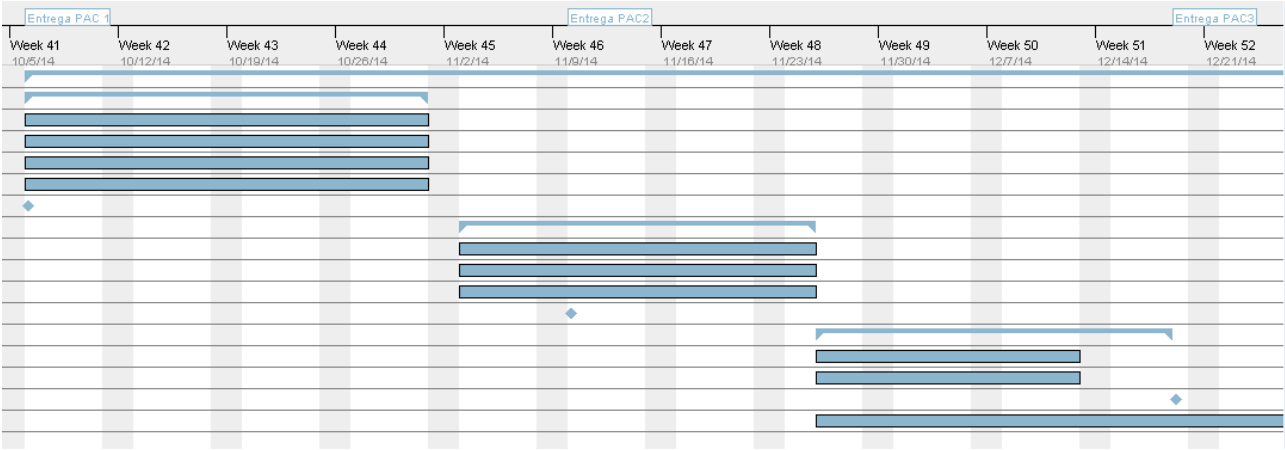 Entrega PAC 1 Entrega PAC2 Entrega PAC3
Week 41 Week 42 Week 43 Week 44 Week 45 Week 46 Week 47 Week 48 Week 49 Week 50 Week 51 Week 52
10/5/14 10/12/14 10/19/14 10/26/14 11/2/14 11/9/14 11/16/14 11/23/14 11/30/14 12/7/14 12/14/14 12/21/14